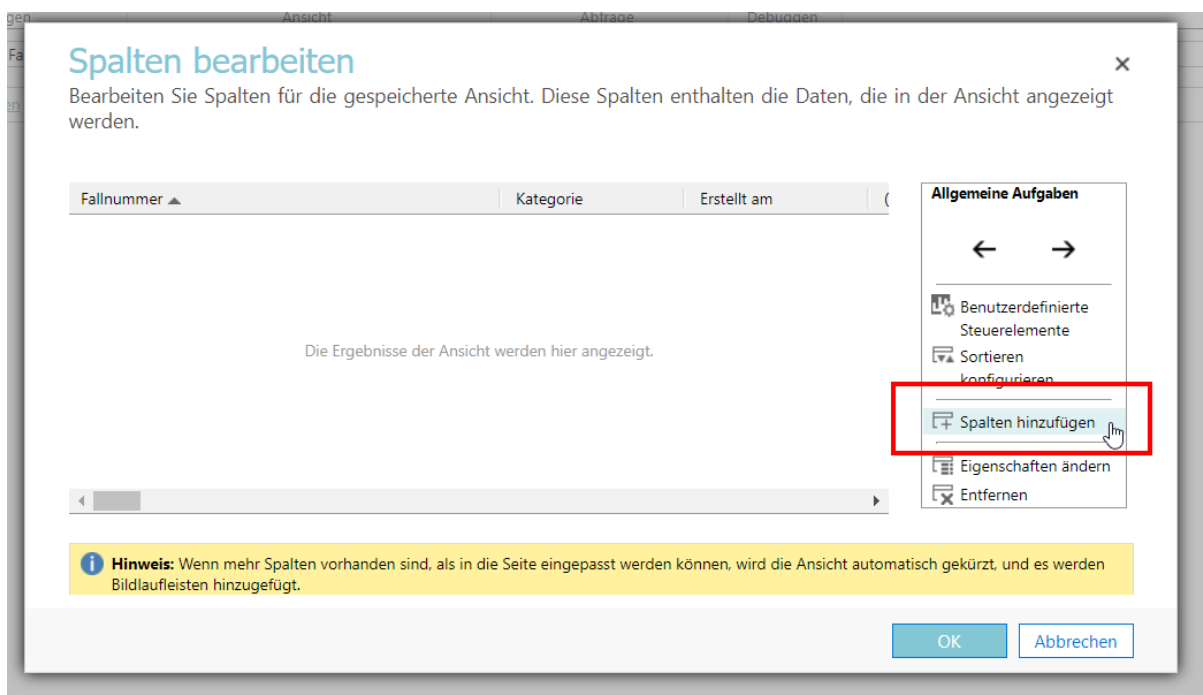 Ansicht
Abfrage
Debuggen
Fa
Spalten bearbeiten
Bearbeiten Sie Spalten für die gespeicherte Ansicht. Diese Spalten enthalten die Daten, die in der Ansicht angezeigt
werden.
Fallnummer
Kategorie
Erstellt am
(
Die Ergebnisse der Ansicht werden hier angezeigt.
Allgemeine Aufgaben
Benutzerdefinierte
Steuerelemente
Sortieren
konfigurieren
Spalten hinzufügen
Eigenschaften ändern
Entfernen
Hinweis: Wenn mehr Spalten vorhanden sind, als in die Seite eingepasst werden können, wird die Ansicht automatisch gekürzt, und es werden
Bildlaufleisten hinzugefügt.
OK
Abbrechen